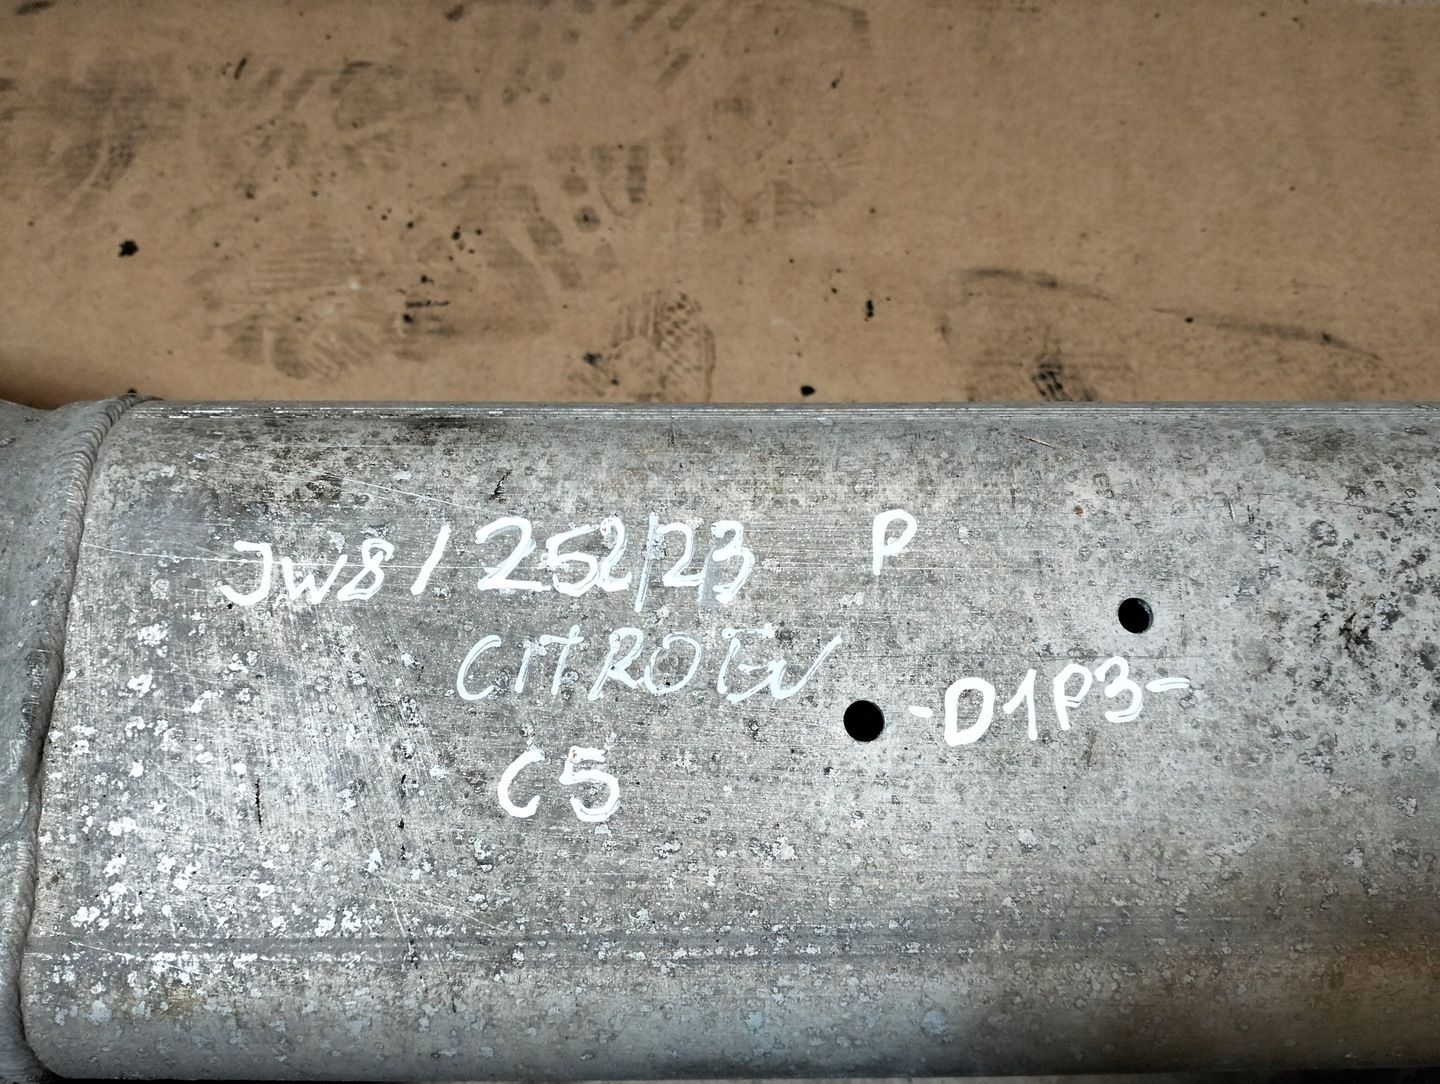 JW8/252/23 P
CITROEN
-D1P3-
C5